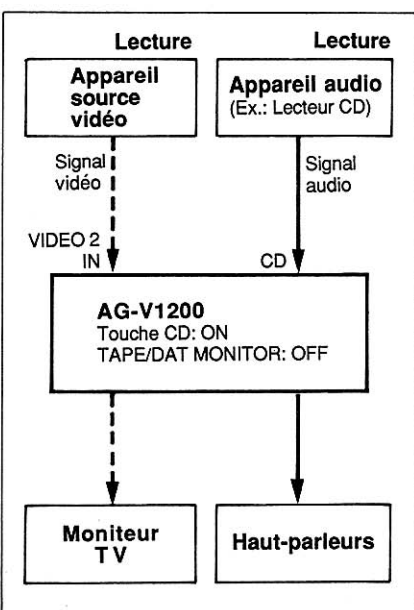 Lecture
Lecture
Appareil
source
vidéo
Appareil audio
(Ex.: Lecteur CD)
Signal
vidéo
Signal
audio
VIDEO 2
IN
CD
AG-V1200
Touche CD: ON
TAPE/DAT MONITOR: OFF
Moniteur
TV
Haut-parleurs